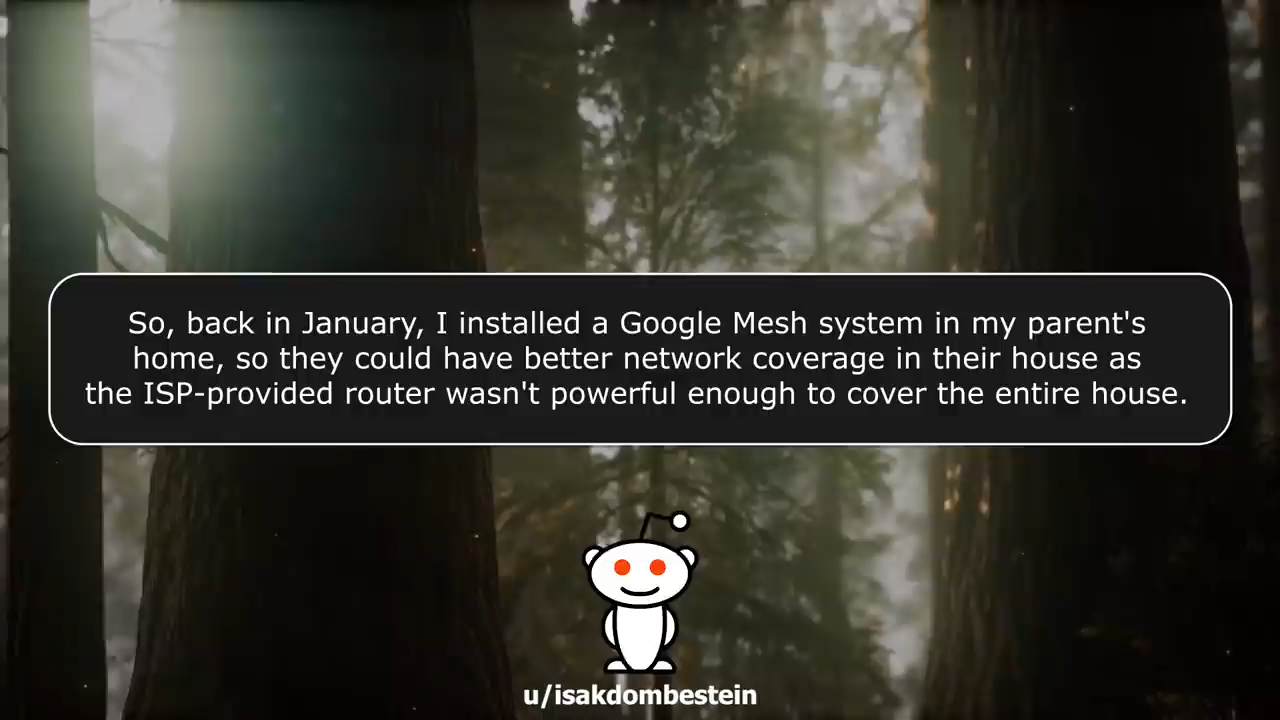 So, back in January, I installed a Google Mesh system in my parent's
home, so they could have better network coverage in their house as
the ISP-provided router wasn't powerful enough to cover the entire house.
u/isakdombestein